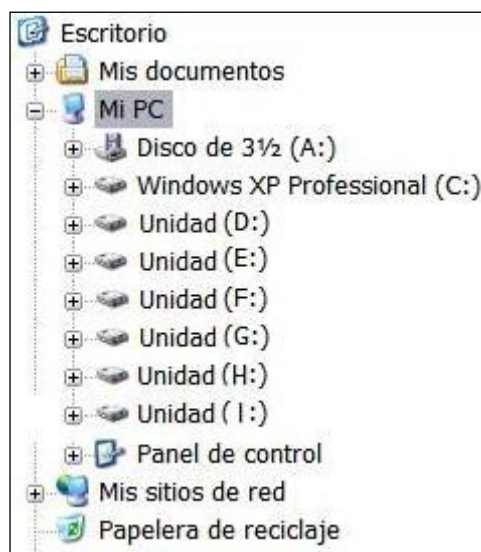 Escritorio
Mis documentos
Mi PC
Disco de 3½ (A:)
Windows XP Professional (C:)
Unidad (D:)
Unidad (E:)
Unidad (F:)
Unidad (G:)
Unidad (H:)
Unidad ( I:)
Panel de control
Mis sitios de red
Papelera de reciclaje